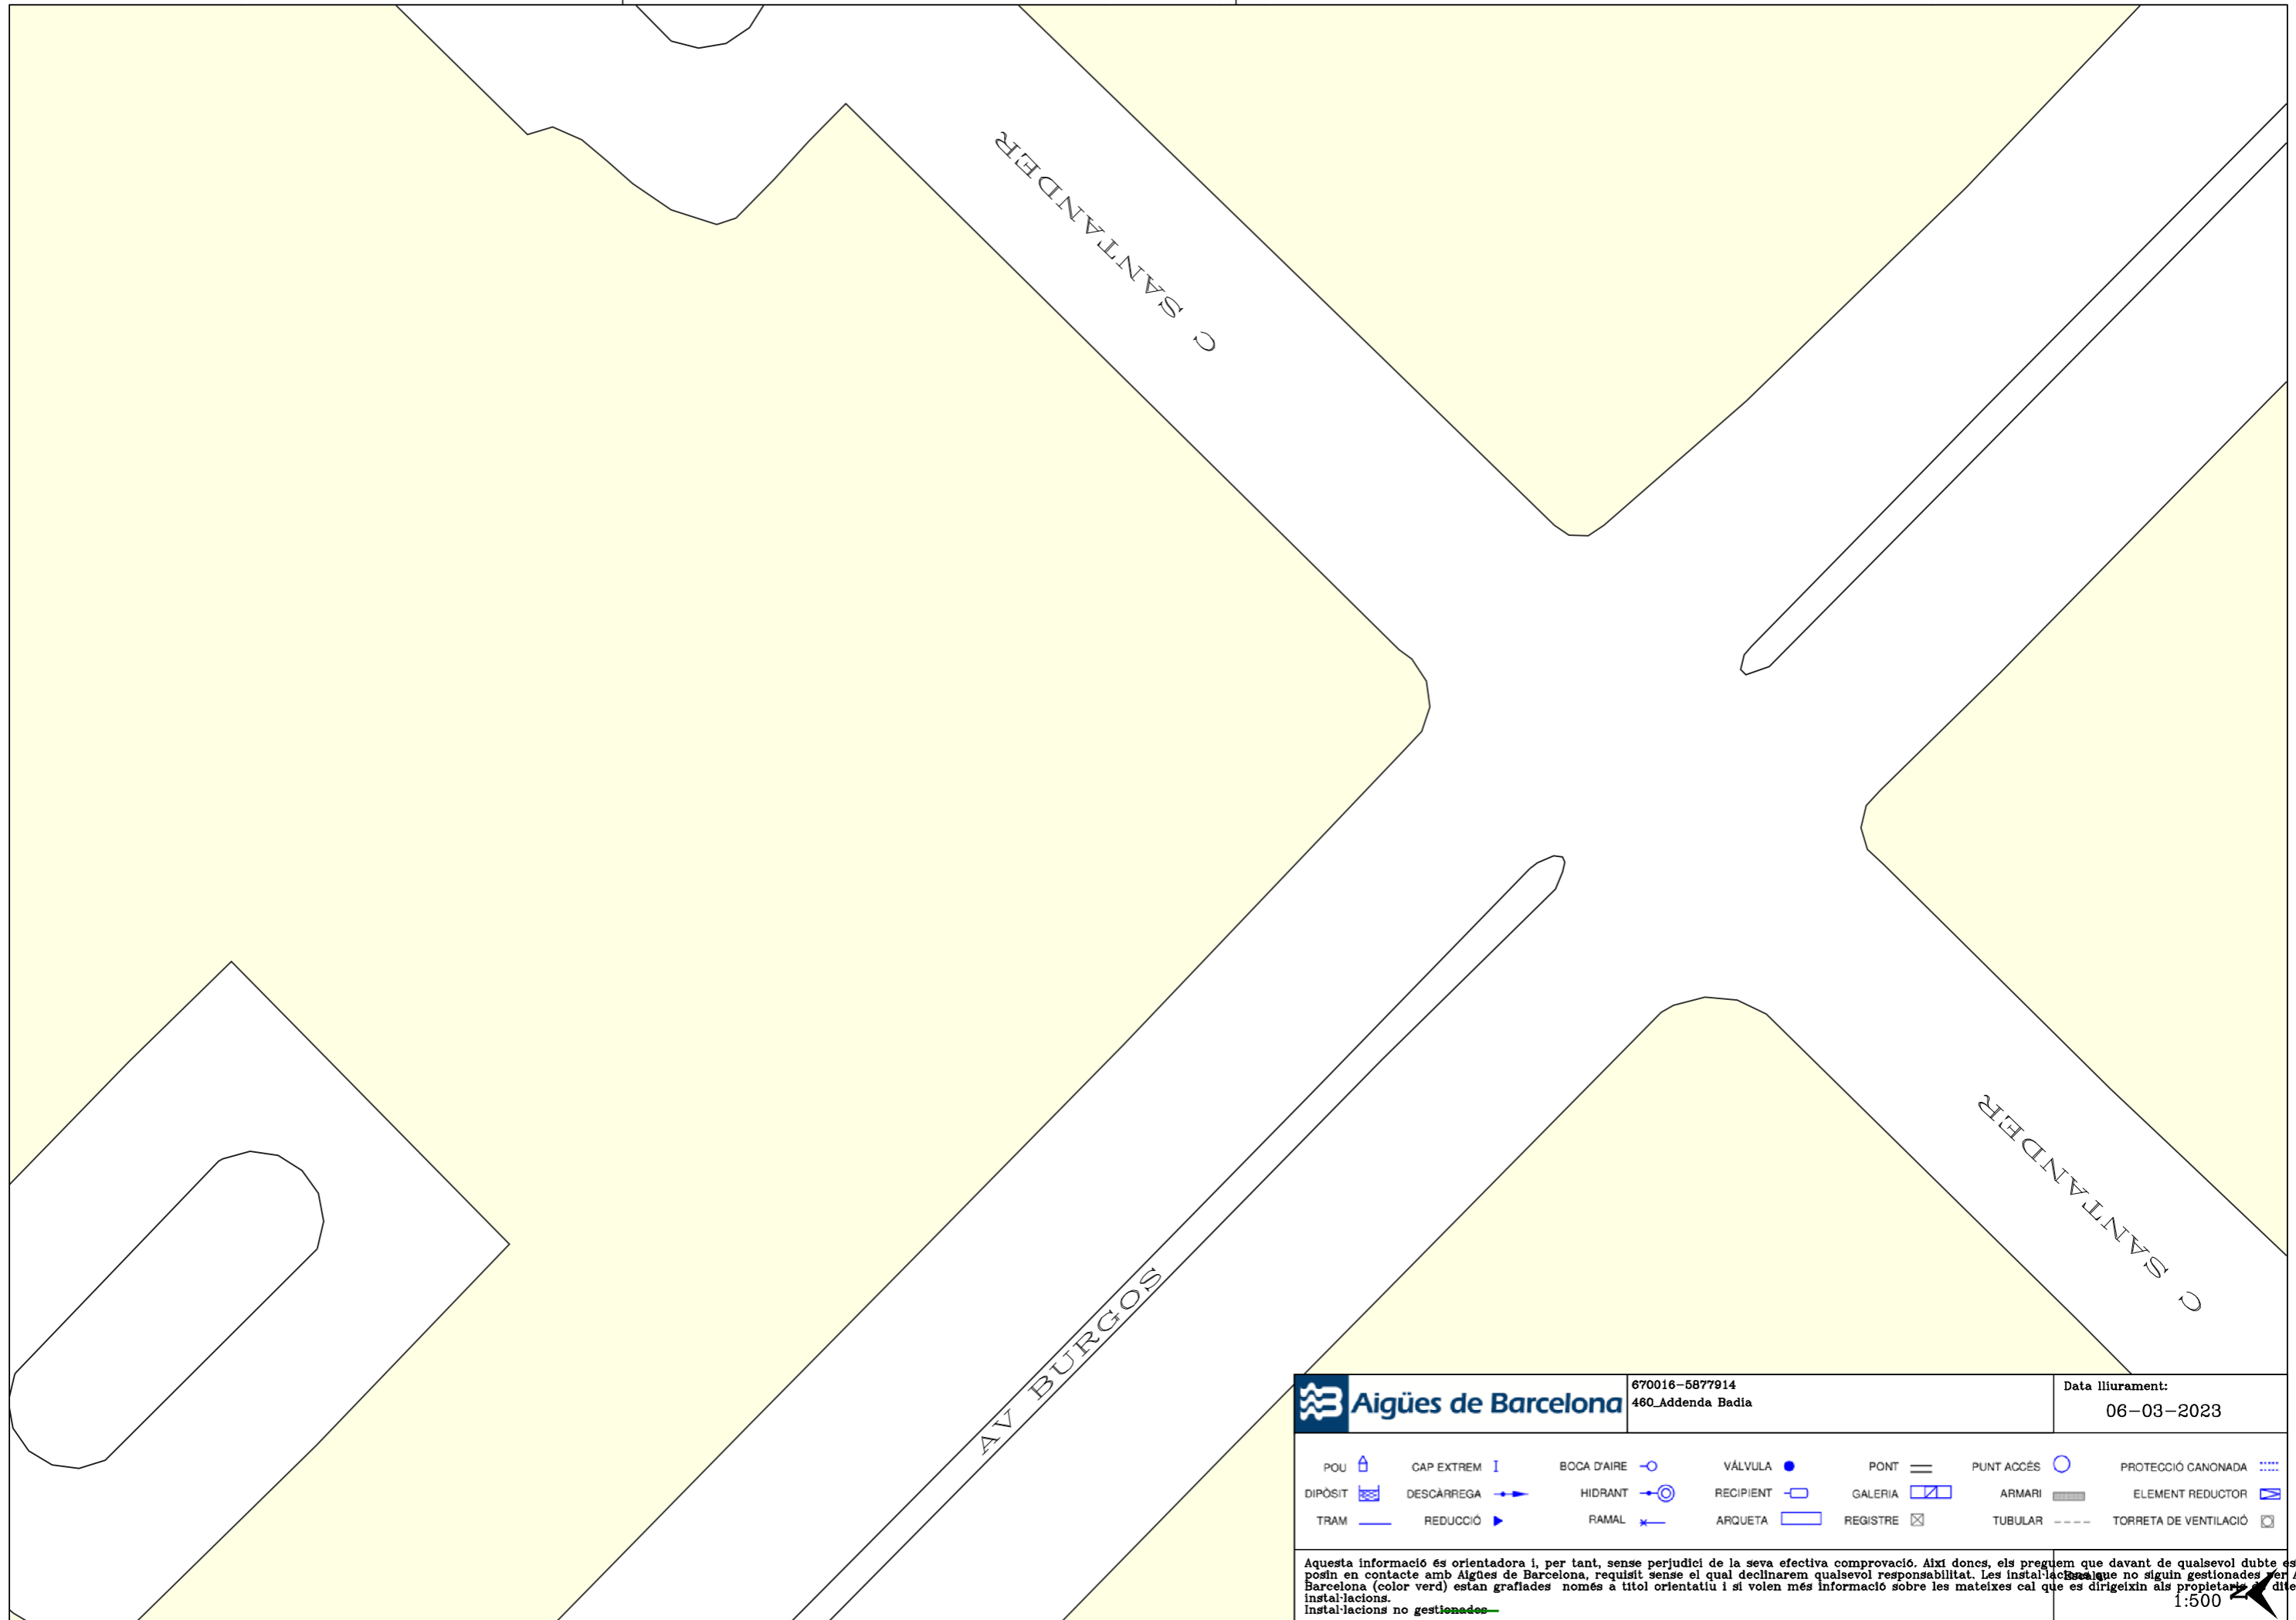 C SANTANDER
C SANTANDER
AV BURGOS
Aigües de Barcelona
670016-5877914
460_Addenda Badia
Data lliurament:
06-03-2023
POU CAP EXTREM BOCA D'AIRE VÁLVULA PONT PUNT ACCÈS PROTECCIÓ CANONADA
DIPÒSIT DESCÀRREGA HIDRANT RECIPIENT GALERIA ARMARI ELEMENT REDUCTOR
TRAM REDUCCIÓ RAMAL ARQUETA REGISTRE TUBULAR TORRETA DE VENTILACIÓ
Aquesta informació és orientadora i, per tant, sense perjudici de la seva efectiva comprovació. Així doncs, els preguem que davant de qualsevol dubte es
posin en contacte amb Aigües de Barcelona, requisit sense el qual declinarem qualsevol responsabilitat. Les instal·lacions que no siguin gestionades per A
Barcelona (color verd) estan grafiades només a títol orientatiu i si volen més informació sobre les mateixes cal que es dirigeixin als propietaris de dite
instal·lacions.
Instal·lacions no gestionades
Escala:
1:500
N